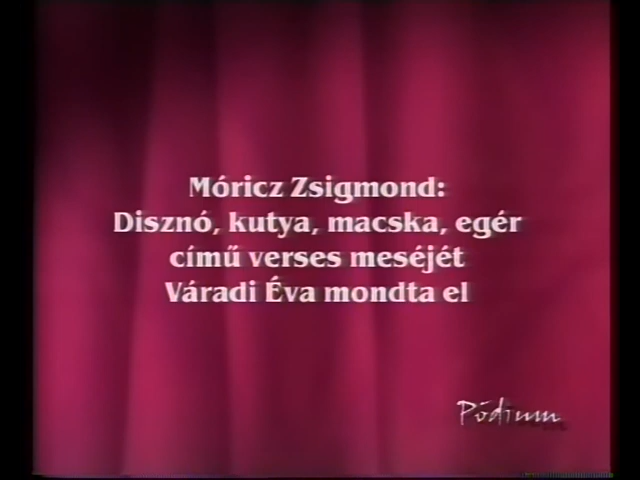 Móricz Zsigmond:
Disznó, kutya, macska, egér
című verses meséjét
Váradi Éva mondta el
Pódium